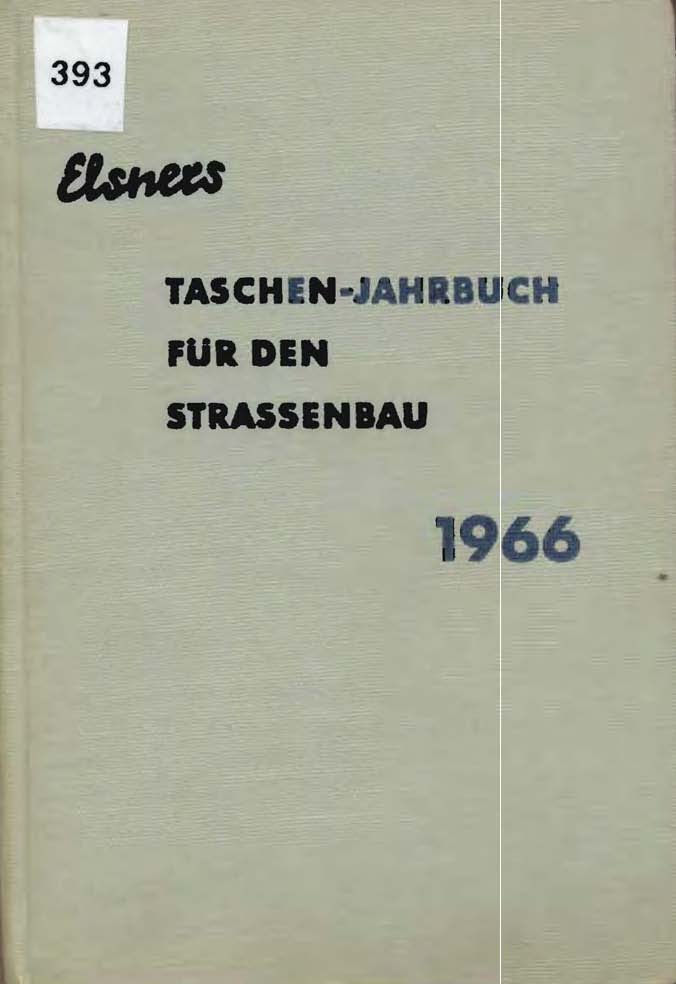 393
Elsners
TASCHEN-JAHRBUCH
FÜR DEN
STRASSENBAU
1966